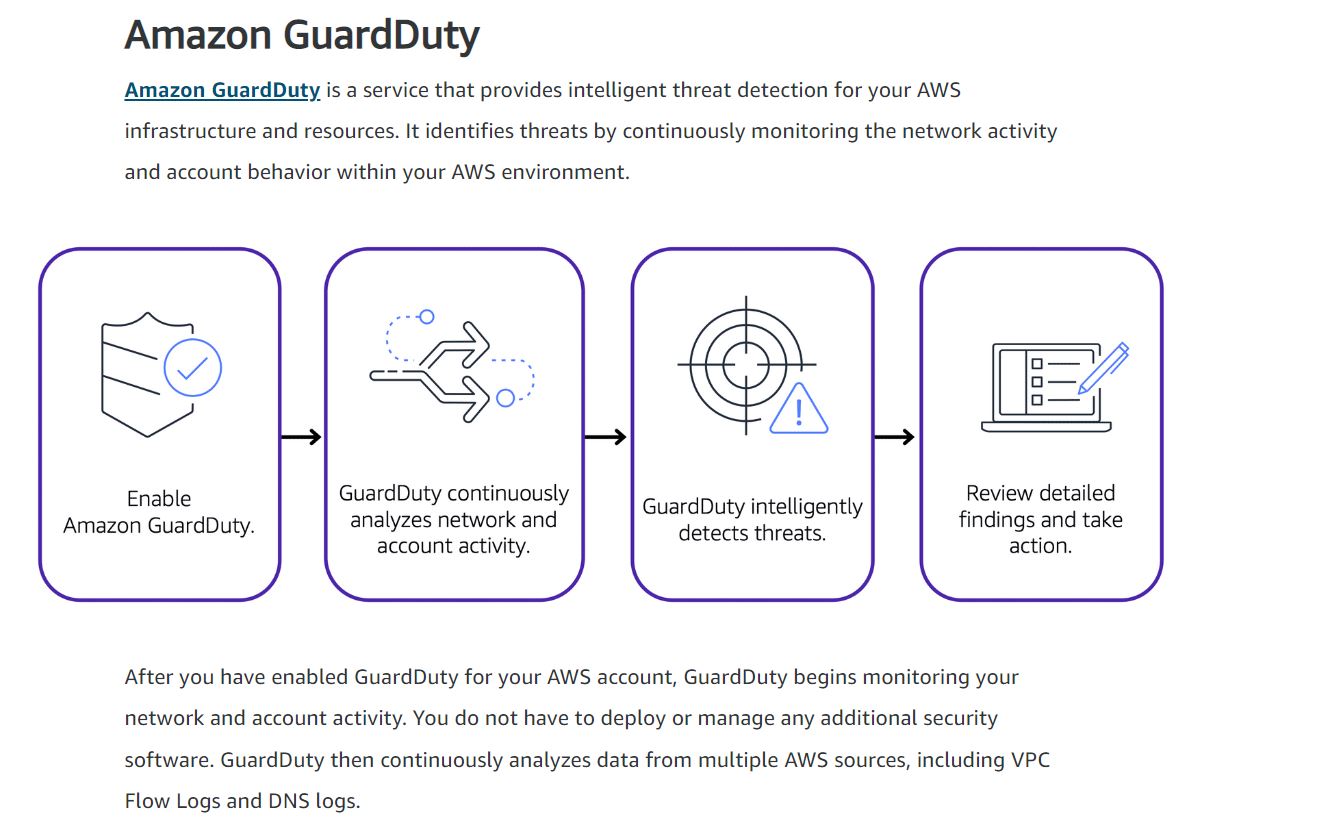 Amazon GuardDuty
Amazon GuardDuty is a service that provides intelligent threat detection for your AWS
infrastructure and resources. It identifies threats by continuously monitoring the network activity
and account behavior within your AWS environment.
Enable
Amazon GuardDuty.
GuardDuty continuously
analyzes network and
account activity.
GuardDuty intelligently
detects threats.
Review detailed
findings and take
action.
After you have enabled GuardDuty for your AWS account, GuardDuty begins monitoring your
network and account activity. You do not have to deploy or manage any additional security
software. GuardDuty then continuously analyzes data from multiple AWS sources, including VPC
Flow Logs and DNS logs.